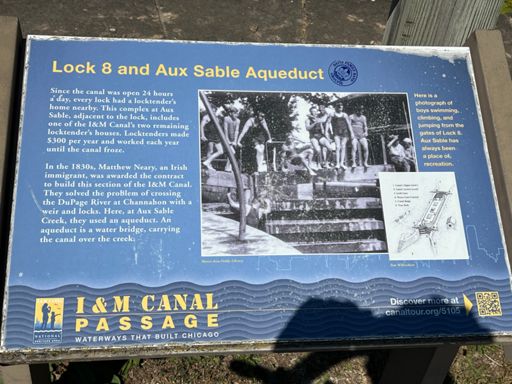 Lock 8 and Aux Sable Aqueduct
Since the canal was open 24 hours
a day, every lock had a locktender's
home nearby. This complex at Aux
Sable, adjacent to the lock, includes
one of the I&M Canal's two remaining
locktender's houses. Locktenders made
$300 per year and worked each year
until the canal froze.
In the 1830s, Matthew Neary, an Irish
immigrant, was awarded the contract
to build this section of the I&M Canal.
They solved the problem of crossing
the DuPage River at Channahon with a
weir and locks. Here, at Aux Sable
Creek, they used an aqueduct. An
aqueduct is a water bridge, carrying
the canal over the creek.
Here is a
photograph of
boys swimming,
climbing, and
jumping from the
gates of Lock 8.
Aux Sable has
always been
a place of,
recreation.
I&M CANAL
PASSAGE
WATERWAYS THAT BUILT CHICAGO
NATIONAL
Discover more at
canaltour.org/5105